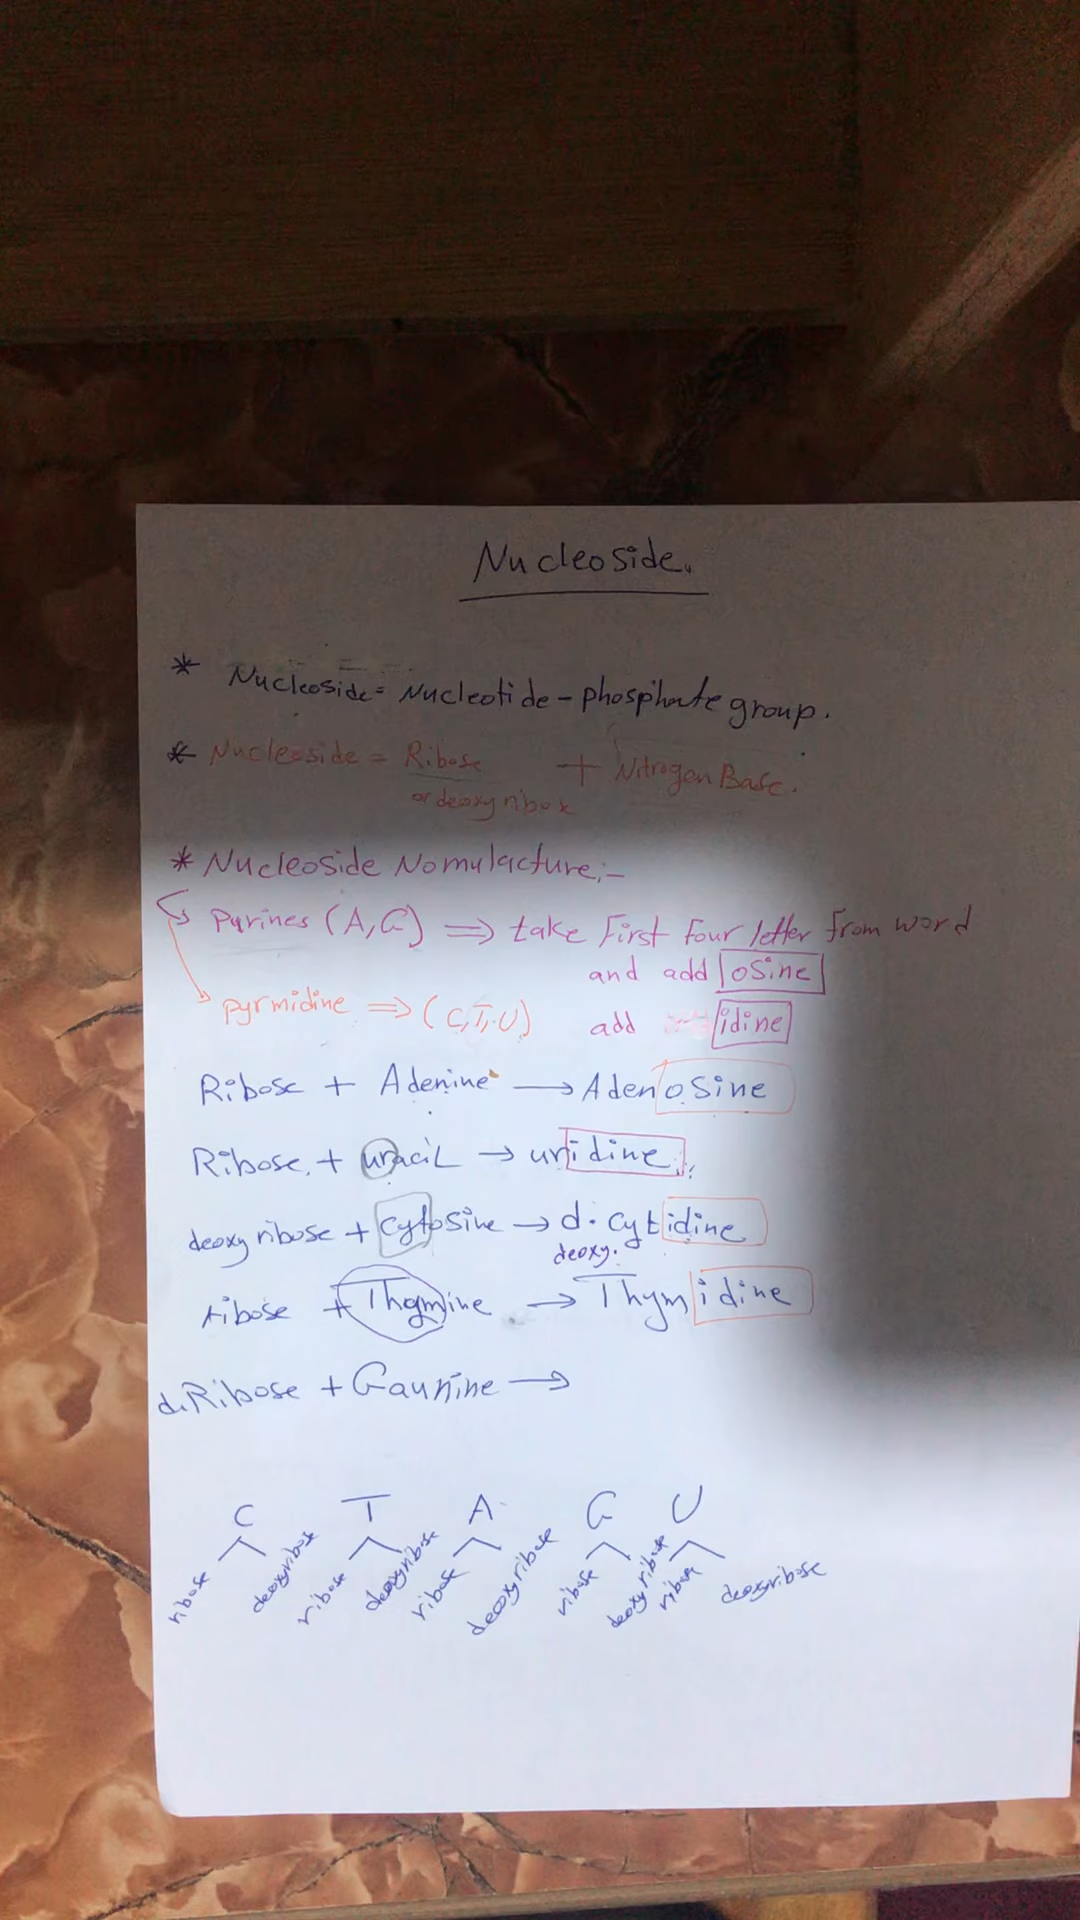 Nucleoside.
* Nucleoside = Nucleotide - phosphate group.
* Nucleoside = Ribose + Nitrogen Base.
or deoxyribose
* Nucleoside Nomulacture:-
Purines (A,G) ⇒ take First four letter from word
and add osine
pyrmidine ⇒ (C,T,U) add idine
Ribose + Adenine → Adenosine
Ribose + uraciL → uridine
deoxy ribose + cytosine → d. cytidine
deoxy.
ribose + Thymine → Thymidine
d.Ribose + Gaunine →
C T A G U
ribose deoxyribose ribose deoxyribose ribose deoxyribose ribose deoxyribose ribose deoxyribose